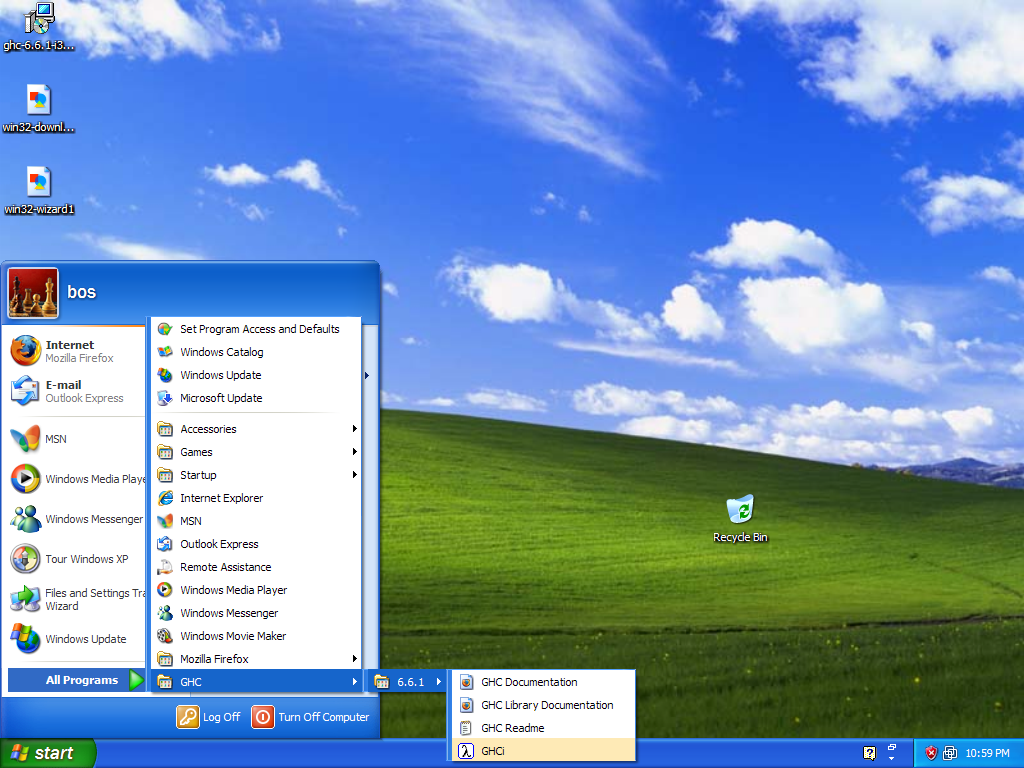 ghc-6.6.1-i3...
win32-downl...
win32-wizard1
bos
Internet
Mozilla Firefox
E-mail
Outlook Express
MSN
Windows Media Playe
Windows Messenger
Tour Windows XP
Files and Settings Tra
Wizard
Windows Update
All Programs
Set Program Access and Defaults
Windows Catalog
Windows Update
Microsoft Update
Accessories
Games
Startup
Internet Explorer
MSN
Outlook Express
Remote Assistance
Windows Media Player
Windows Messenger
Windows Movie Maker
Mozilla Firefox
GHC
6.6.1
GHC Documentation
GHC Library Documentation
GHC Readme
GHCi
Recycle Bin
Log Off
Turn Off Computer
start
10:59 PM